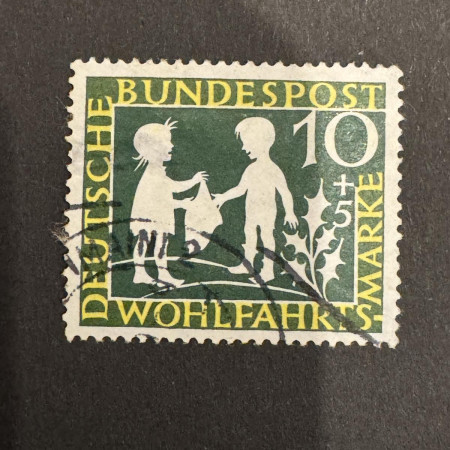 DEUTSCHE
BUNDESPOST
10
+5
WOHLFAHRTS-
MARKE